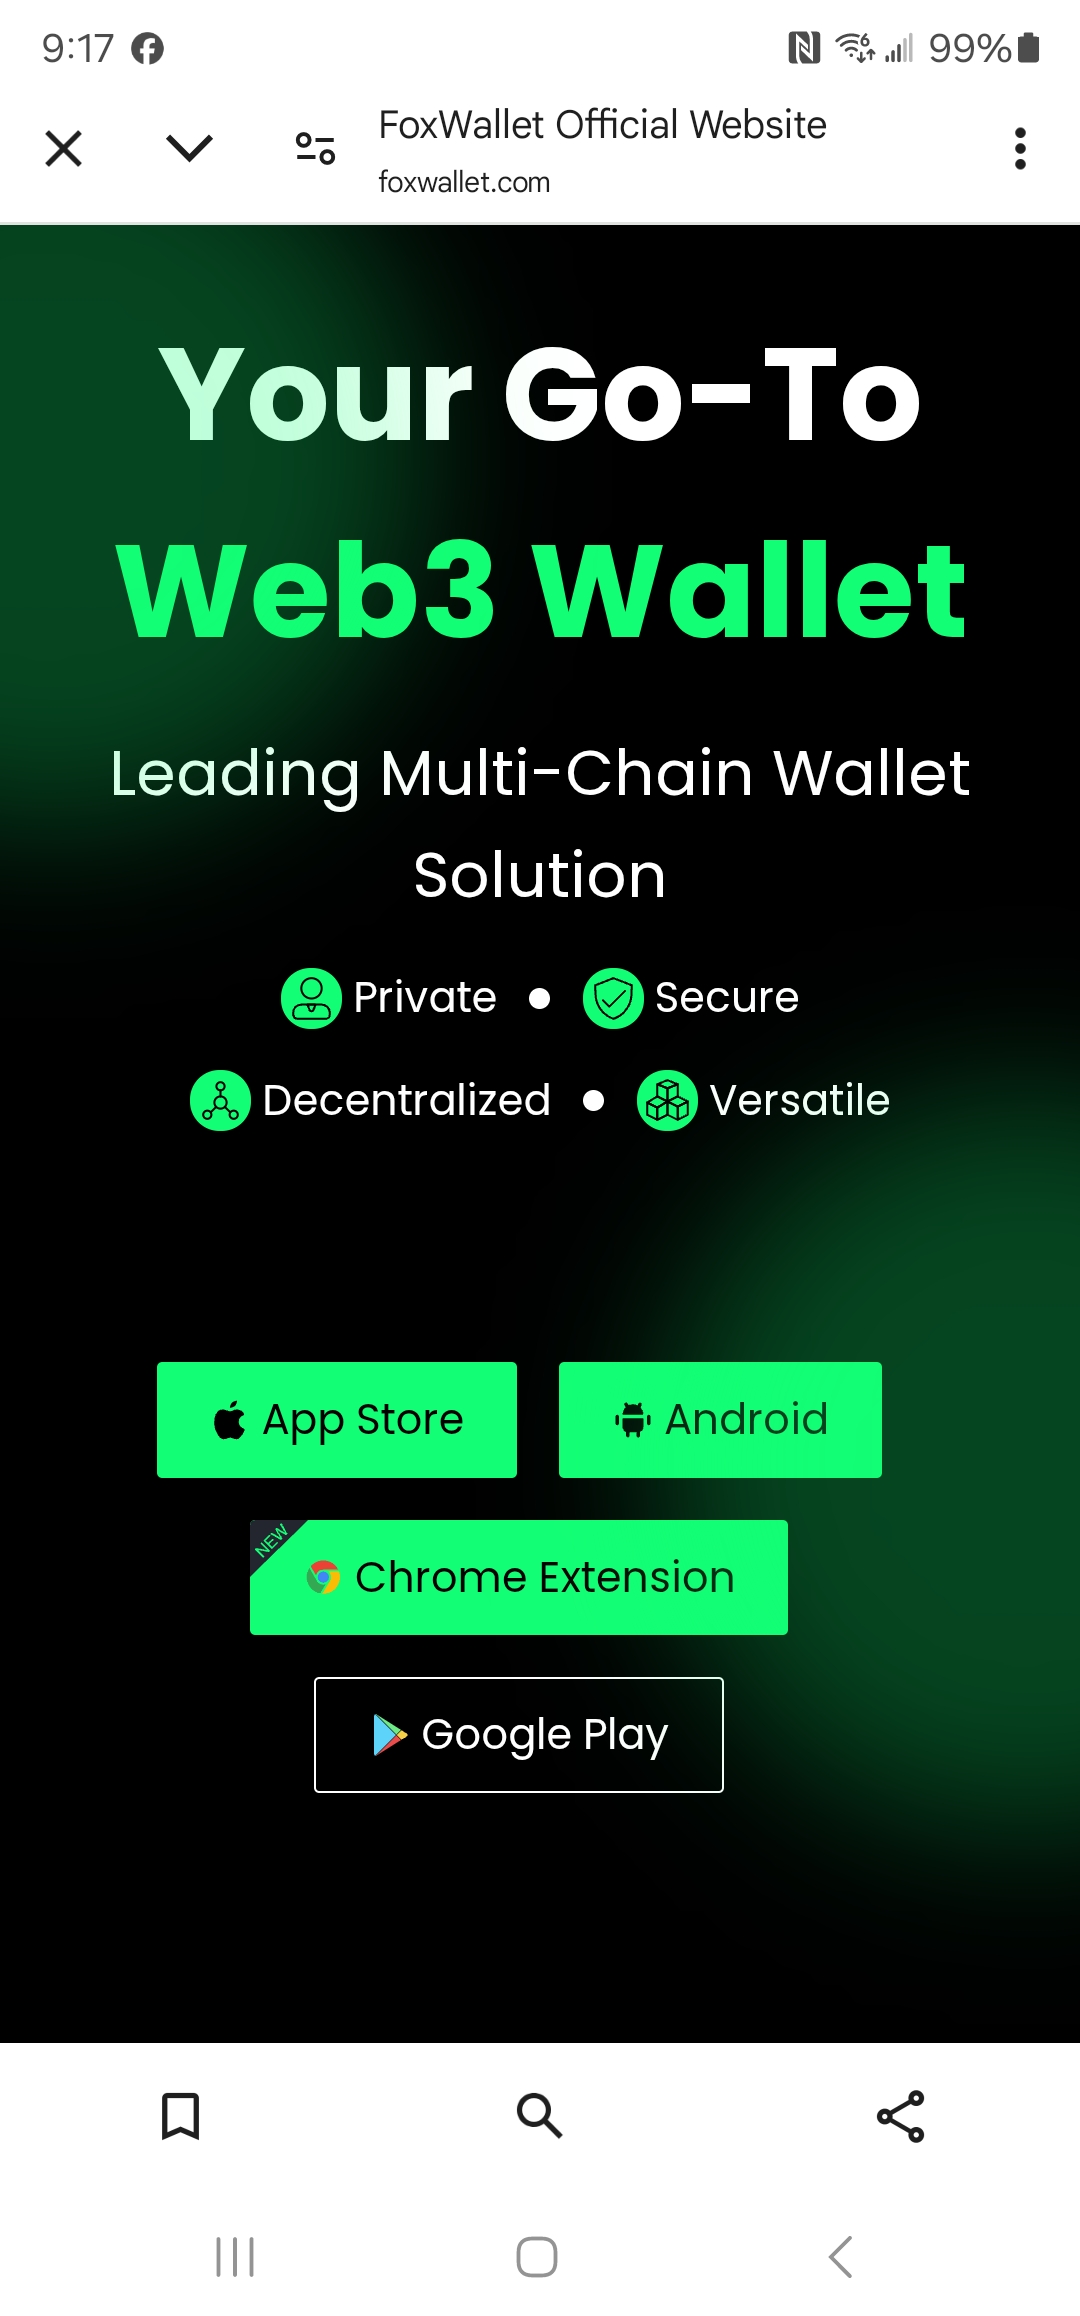 9:17 99%
FoxWallet Official Website
foxwallet.com
Your Go-To
Web3 Wallet
Leading Multi-Chain Wallet
Solution
Private • Secure
Decentralized • Versatile
App Store Android
NEW
Chrome Extension
Google Play